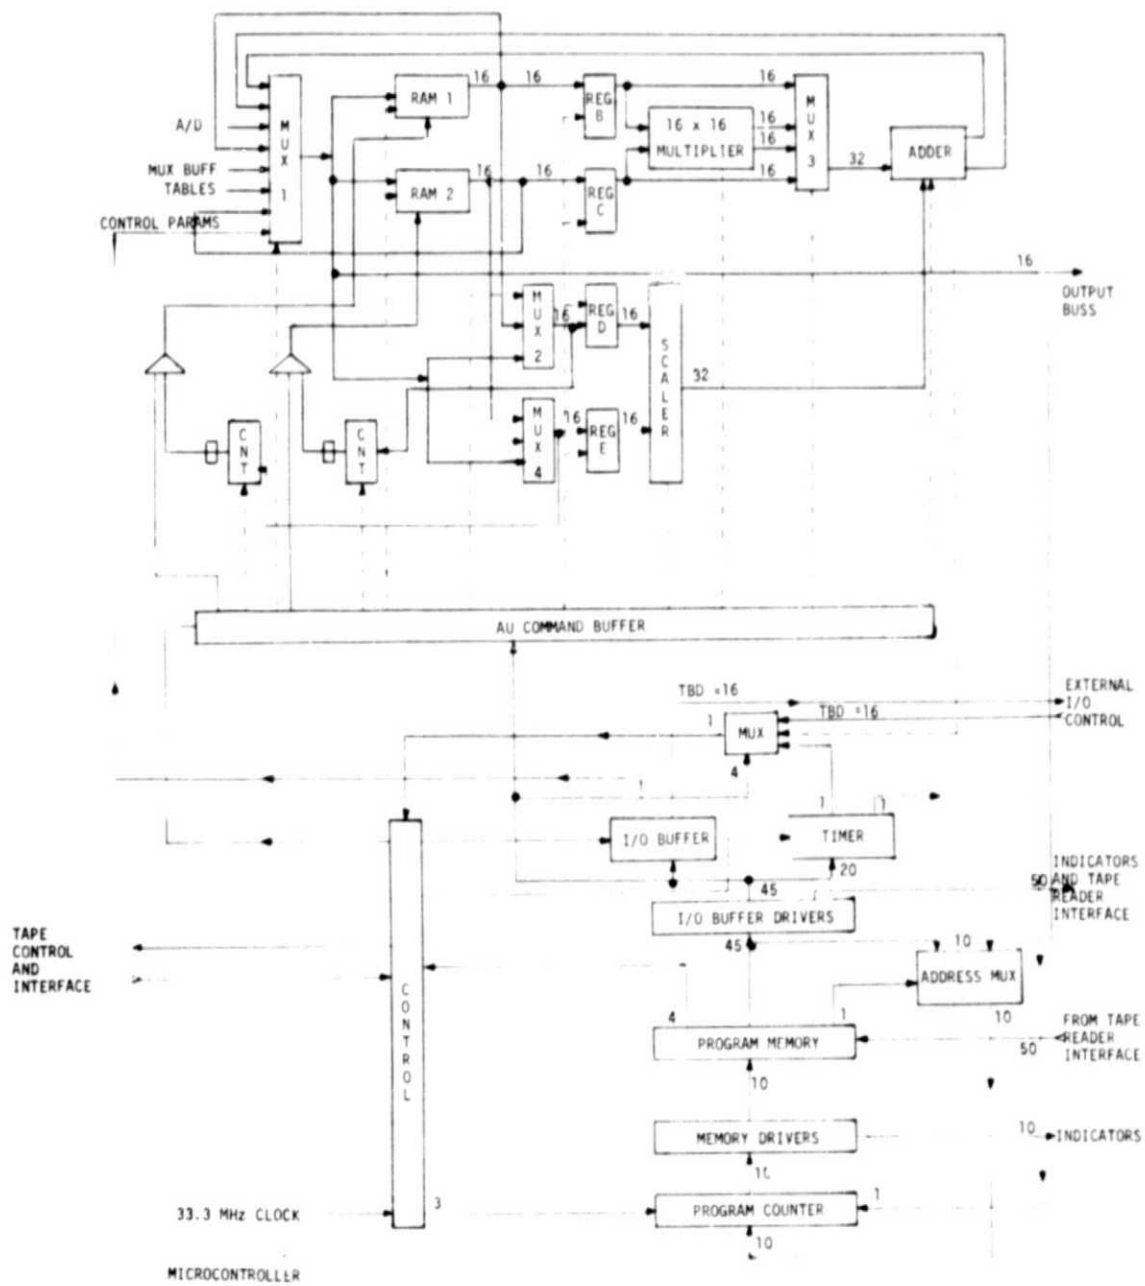 16
16
16
RAM 1
REG B
MUX 1
A/D
16 x 16
MULTIPLIER
16
16
MUX 3
32
ADDER
MUX BUFF
TABLES
16
16
16
RAM 2
REG C
CONTROL PARAMS
16
OUTPUT
BUSS
MUX 2
16
REG D
16
SCALER
32
MUX 4
16
REG E
16
CNT
CNT
AU COMMAND BUFFER
TBD =16
EXTERNAL
I/O
CONTROL
TBD =16
1
MUX
4
1
1
I/O BUFFER
TIMER
20
45
50
INDICATORS
AND TAPE
READER
INTERFACE
I/O BUFFER DRIVERS
45
10
TAPE
CONTROL
AND
INTERFACE
CONTROL
ADDRESS MUX
4
1
10
PROGRAM MEMORY
FROM TAPE
READER
INTERFACE
50
10
MEMORY DRIVERS
10
INDICATORS
3
1
33.3 MHz CLOCK
PROGRAM COUNTER
10
MICROCONTROLLER